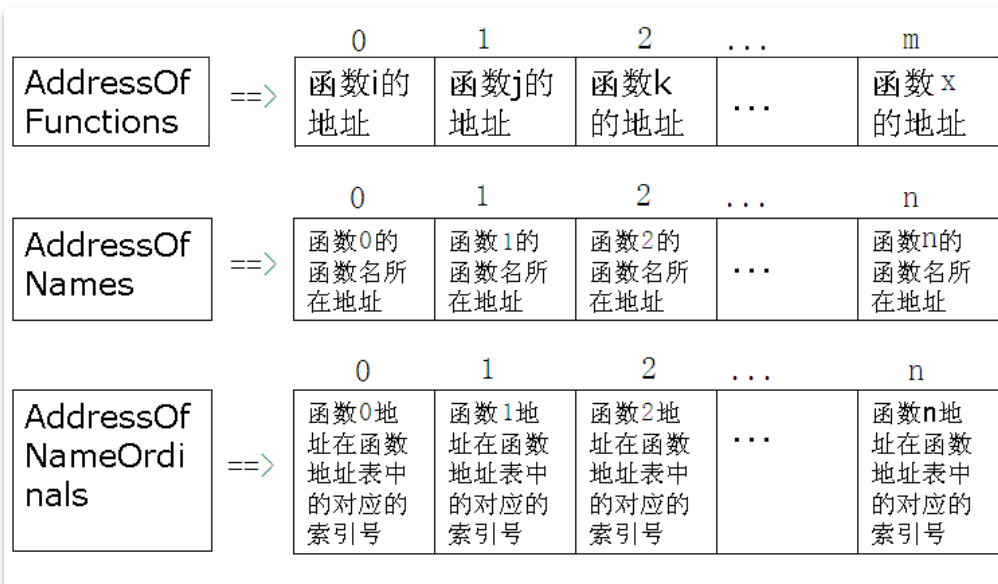 0 1 2 ... m
AddressOf
Functions
==>
函数i的
地址
函数j的
地址
函数k
的地址
...
函数x
的地址
0 1 2 ... n
AddressOf
Names
==>
函数0的
函数名所
在地址
函数1的
函数名所
在地址
函数2的
函数名所
在地址
...
函数n的
函数名所
在地址
0 1 2 ... n
AddressOf
NameOrdi
nals
==>
函数0地
址在函数
地址表中
的对应的
索引号
函数1地
址在函数
地址表中
的对应的
索引号
函数2地
址在函数
地址表中
的对应的
索引号
...
函数n地
址在函数
地址表中
的对应的
索引号